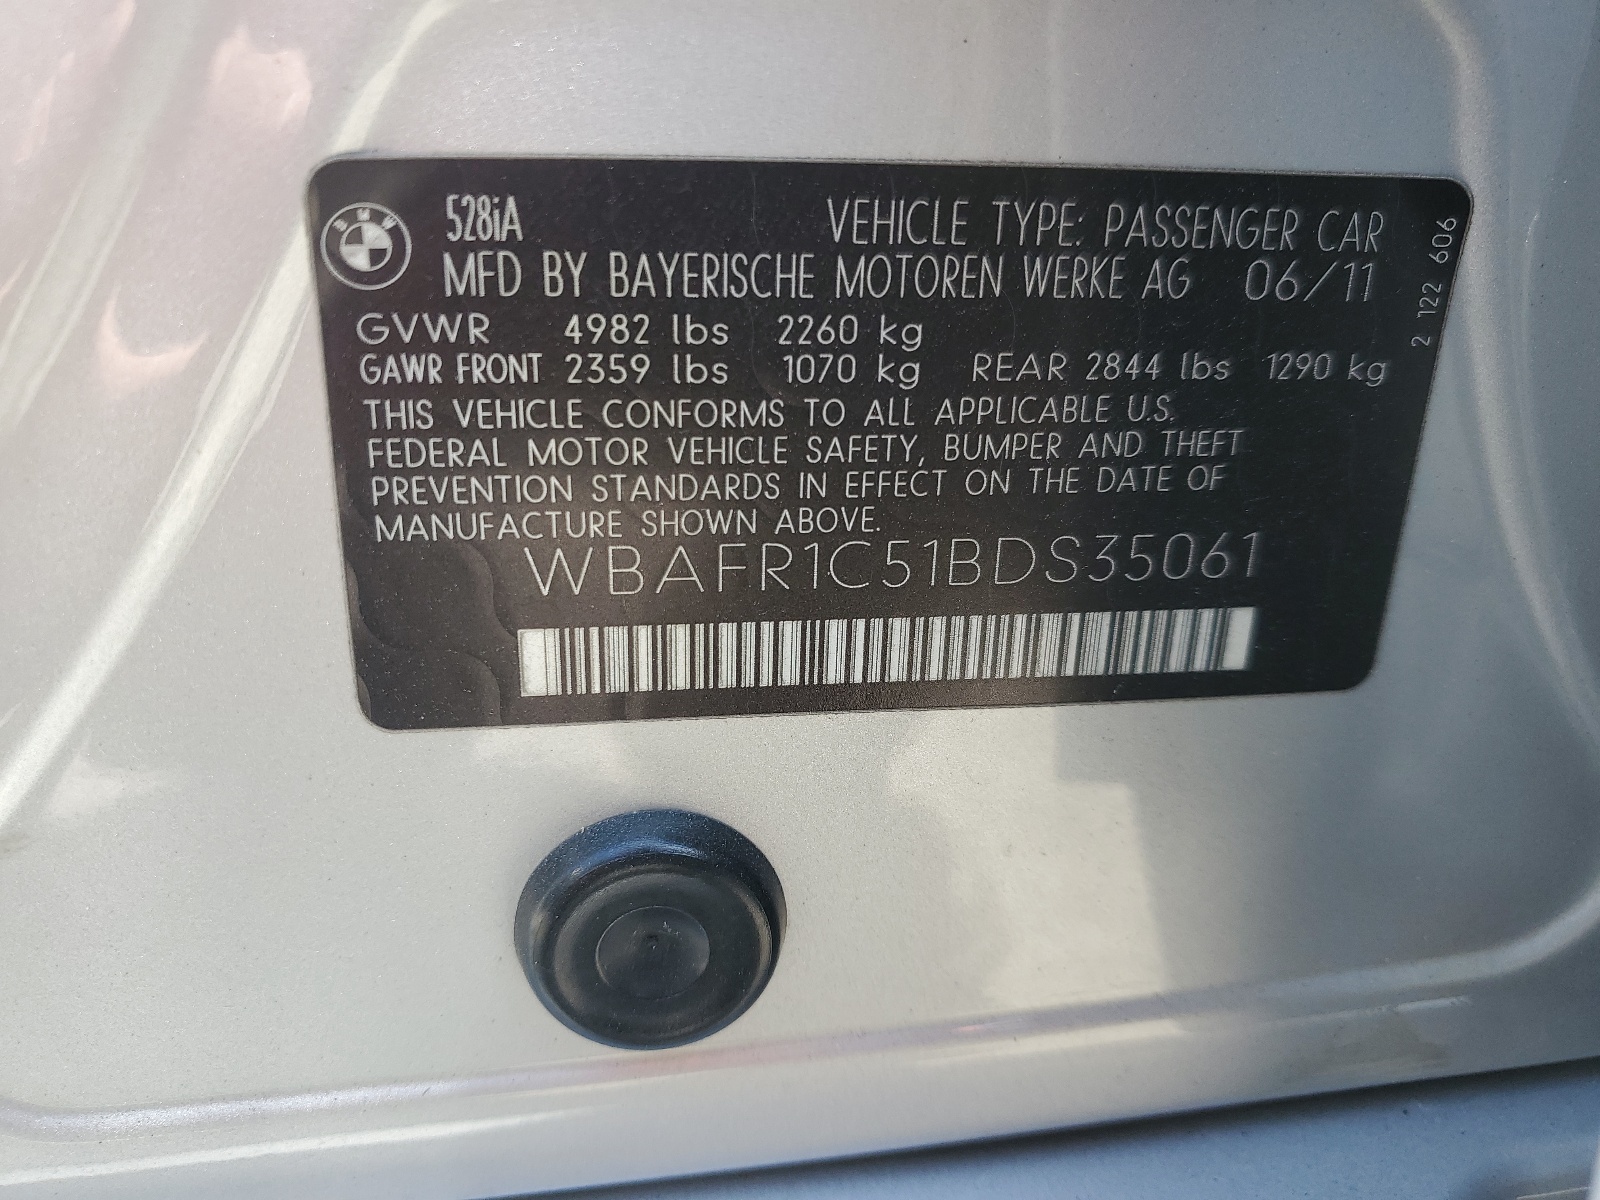 BMW
528iA
VEHICLE TYPE: PASSENGER CAR
MFD BY BAYERISCHE MOTOREN WERKE AG 06/11
GVWR 4982 lbs 2260 kg
GAWR FRONT 2359 lbs 1070 kg REAR 2844 lbs 1290 kg
THIS VEHICLE CONFORMS TO ALL APPLICABLE U.S.
FEDERAL MOTOR VEHICLE SAFETY, BUMPER AND THEFT
PREVENTION STANDARDS IN EFFECT ON THE DATE OF
MANUFACTURE SHOWN ABOVE.
WBAFR1C51BDS35061
2 122 606